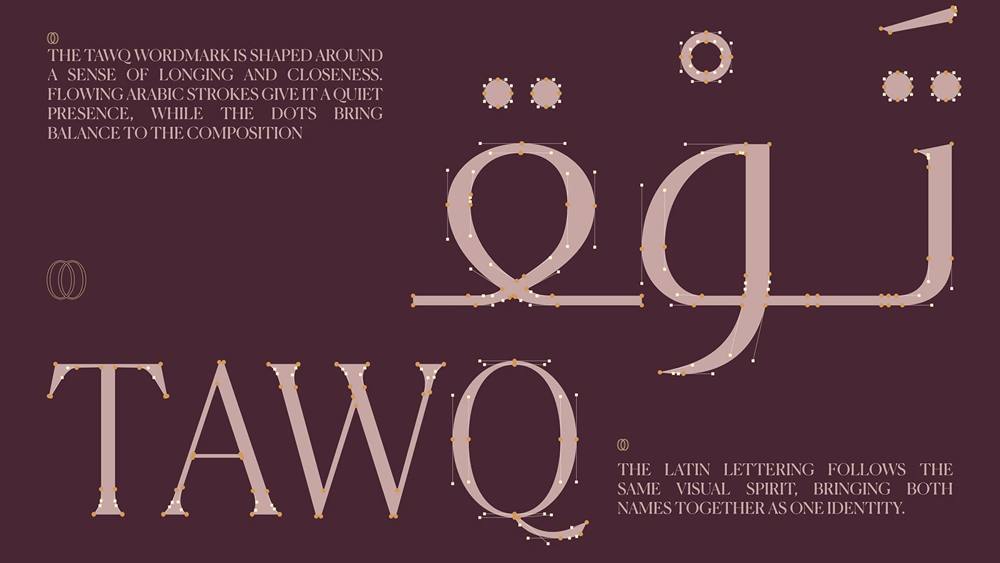 THE TAWQ WORDMARK IS SHAPED AROUND
A SENSE OF LONGING AND CLOSENESS.
FLOWING ARABIC STROKES GIVE IT A QUIET
PRESENCE, WHILE THE DOTS BRING
BALANCE TO THE COMPOSITION
تَوْق
TAWQ
THE LATIN LETTERING FOLLOWS THE
SAME VISUAL SPIRIT, BRINGING BOTH
NAMES TOGETHER AS ONE IDENTITY.